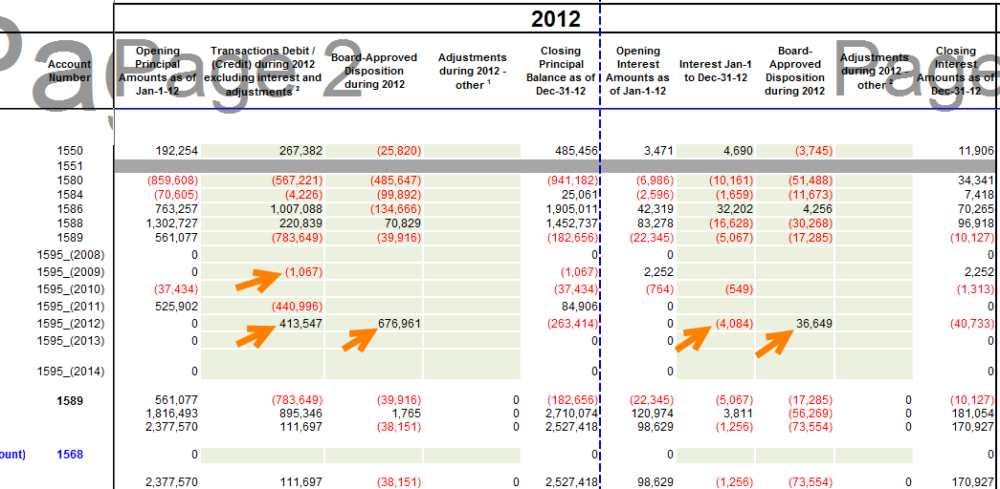 2012
Account Number	Opening Principal Amounts as of Jan-1-12	Transactions Debit / (Credit) during 2012 excluding interest and adjustments 2	Board-Approved Disposition during 2012	Adjustments during 2012 - other 1	Closing Principal Balance as of Dec-31-12	Opening Interest Amounts as of Jan-1-12	Interest Jan-1 to Dec-31-12	Board-Approved Disposition during 2012	Adjustments during 2012 - other 2	Closing Interest Amounts as of Dec-31-12
Pa
Page 2
Page
1550 192,254 267,382 (25,820) 485,456 3,471 4,690 (3,745) 11,906
1551
1580 (859,608) (567,221) (485,647) (941,182) (6,986) (10,161) (51,488) 34,341
1584 (70,605) (4,226) (99,892) 25,061 (2,596) (1,659) (11,673) 7,418
1586 763,257 1,007,088 (134,666) 1,905,011 42,319 32,202 4,256 70,265
1588 1,302,727 220,839 70,829 1,452,737 83,278 (16,628) (30,268) 96,918
1589 561,077 (783,649) (39,916) (182,656) (22,345) (5,067) (17,285) (10,127)
1595_(2008) 0 0 0 0
1595_(2009) 0 (1,067) (1,067) 2,252 2,252
1595_(2010) (37,434) (37,434) (764) (549) (1,313)
1595_(2011) 525,902 (440,996) 84,906 0 0
1595_(2012) 0 413,547 676,961 (263,414) 0 (4,084) 36,649 (40,733)
1595_(2013) 0 0 0 0
1595_(2014) 0 0 0 0
1589 561,077 (783,649) (39,916) 0 (182,656) (22,345) (5,067) (17,285) 0 (10,127)
1,816,493 895,346 1,765 0 2,710,074 120,974 3,811 (56,269) 0 181,054
2,377,570 111,697 (38,151) 0 2,527,418 98,629 (1,256) (73,554) 0 170,927
ount) 1568 0 0 0 0
2,377,570 111,697 (38,151) 0 2,527,418 98,629 (1,256) (73,554) 0 170,927